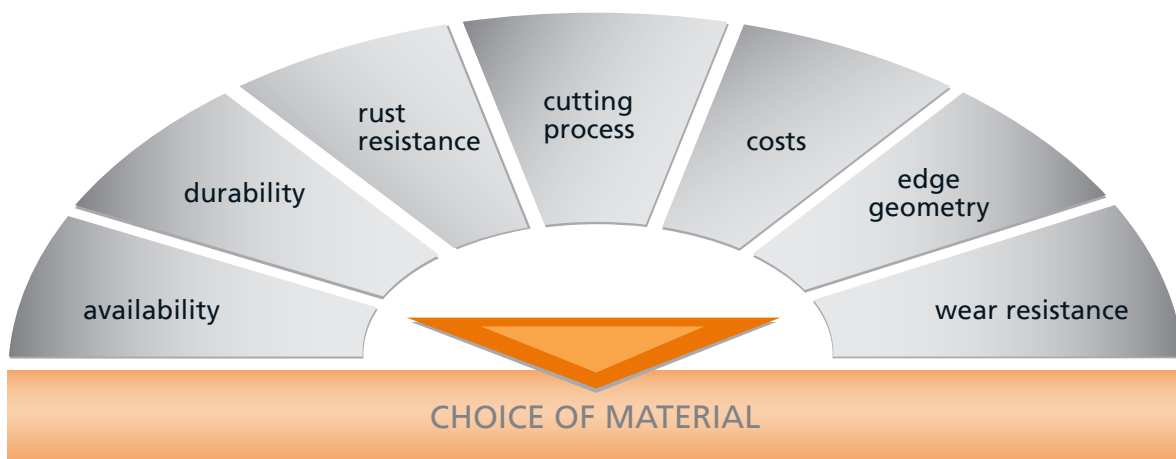 availability
durability
rust
resistance
cutting
process
costs
edge
geometry
wear resistance
CHOICE OF MATERIAL